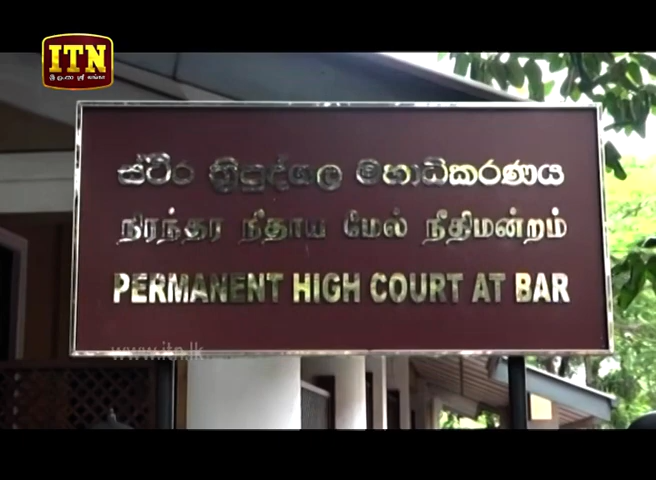 ITN
ස්ථිර ත්‍රිපුද්ගල මහාධිකරණය
நிரந்தர நீதாய மேல் நீதிமன்றம்
PERMANENT HIGH COURT AT BAR
www.itn.lk